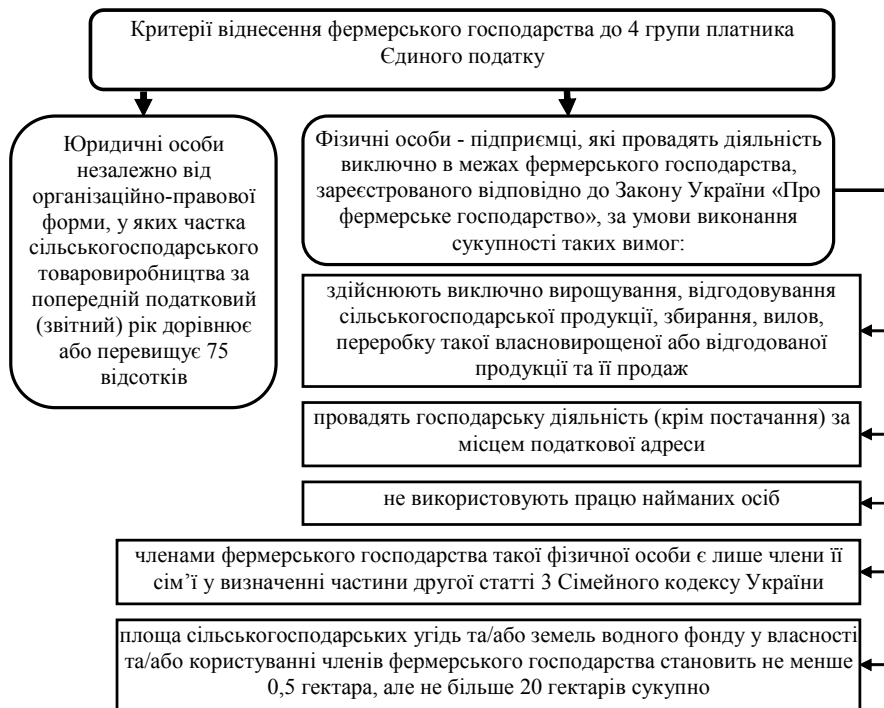 Критерії віднесення фермерського господарства до 4 групи платника
Єдиного податку
Юридичні особи
незалежно від
організаційно-правової
форми, у яких частка
сільськогосподарського
товаровиробництва за
попередній податковий
(звітний) рік дорівнює
або перевищує 75
відсотків
Фізичні особи - підприємці, які провадять діяльність
виключно в межах фермерського господарства,
зареєстрованого відповідно до Закону України «Про
фермерське господарство», за умови виконання
сукупності таких вимог:
здійснюють виключно вирощування, відгодовування
сільськогосподарської продукції, збирання, вилов,
переробку такої власновирощеної або відгодованої
продукції та її продаж
провадять господарську діяльність (крім постачання) за
місцем податкової адреси
не використовують працю найманих осіб
членами фермерського господарства такої фізичної особи є лише члени її
сім’ї у визначенні частини другої статті 3 Сімейного кодексу України
площа сільськогосподарських угідь та/або земель водного фонду у власності
та/або користуванні членів фермерського господарства становить не менше
0,5 гектара, але не більше 20 гектарів сукупно